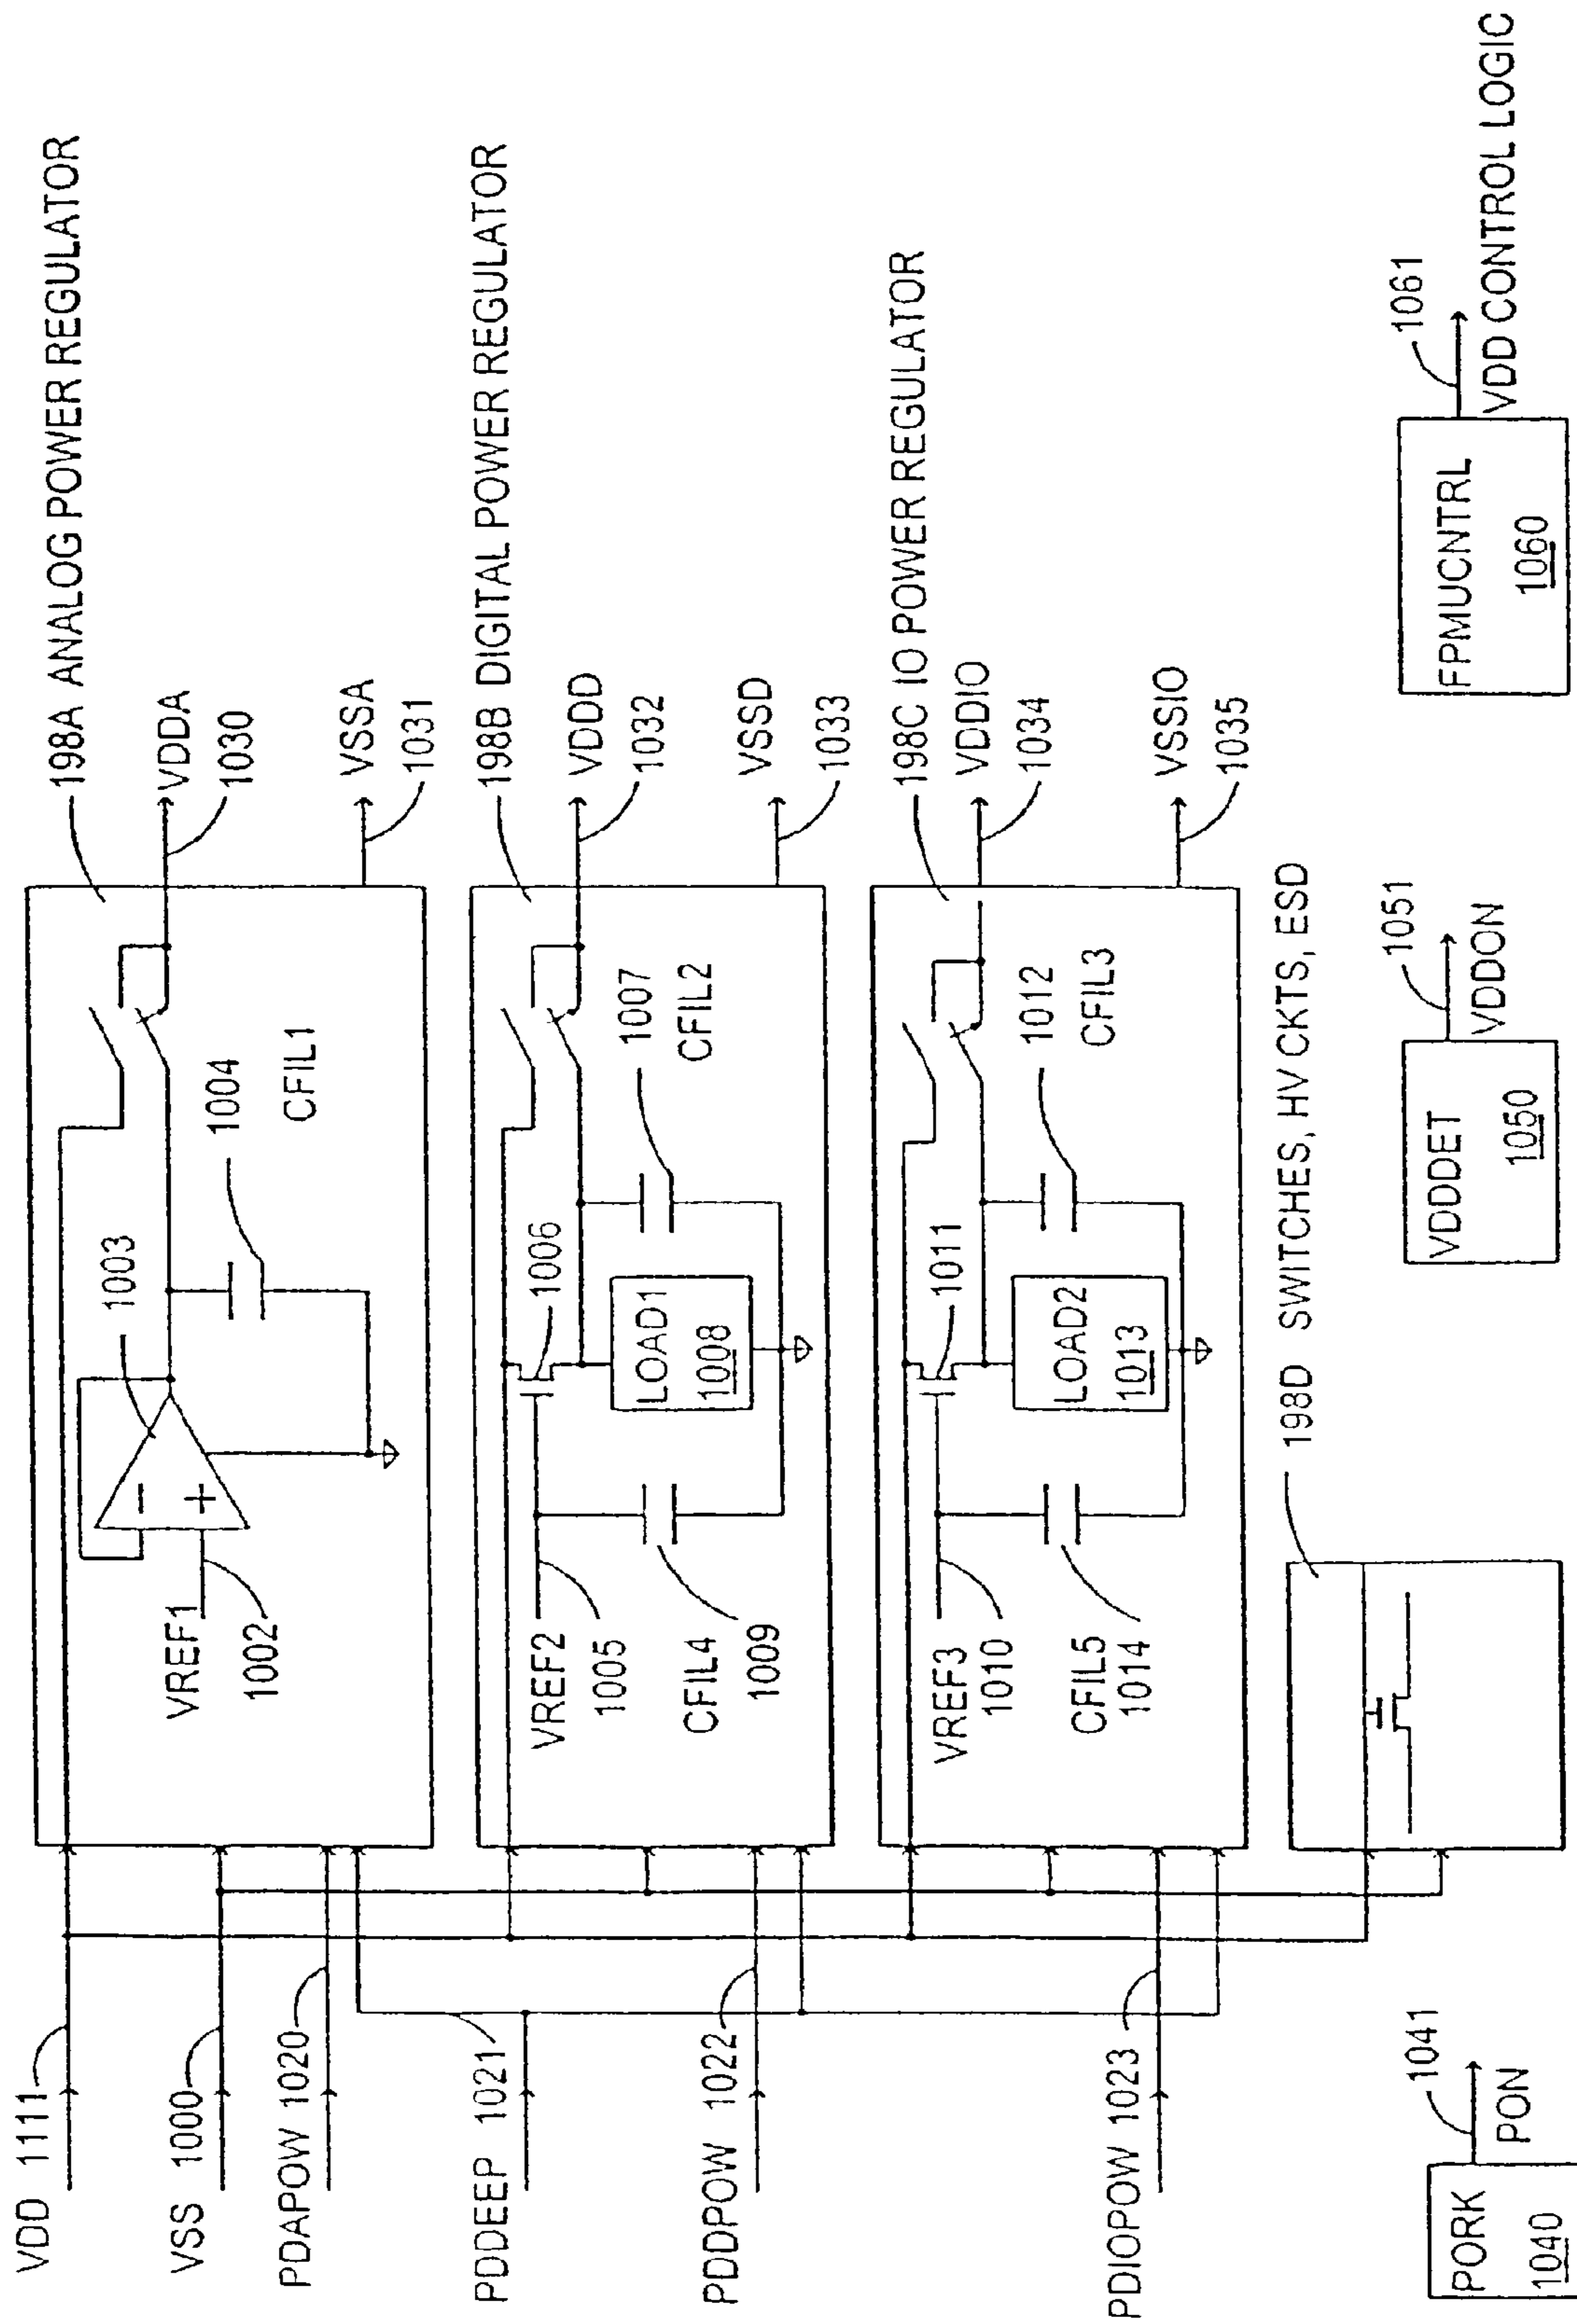 VDD 1111
VSS 1000
PDAPOW 1020
PDDEEP 1021
PDDPOW 1022
PDIOPOW 1023
198A ANALOG POWER REGULATOR
VREF1
1002
1003
−
+
1004
CFIL1
VDDA
1030
VSSA
1031
198B DIGITAL POWER REGULATOR
VREF2
1005
CFIL4
1009
1006
LOAD1
1008
1007
CFIL2
VDDD
1032
VSSD
1033
198C IO POWER REGULATOR
VREF3
1010
CFIL5
1014
1011
LOAD2
1013
1012
CFIL3
VDDIO
1034
VSSIO
1035
198D SWITCHES, HV CKTS, ESD
PORK
1040
1041
PON
VDDDET
1050
1051
VDDON
FPMUCNTRL
1060
1061
VDD CONTROL LOGIC